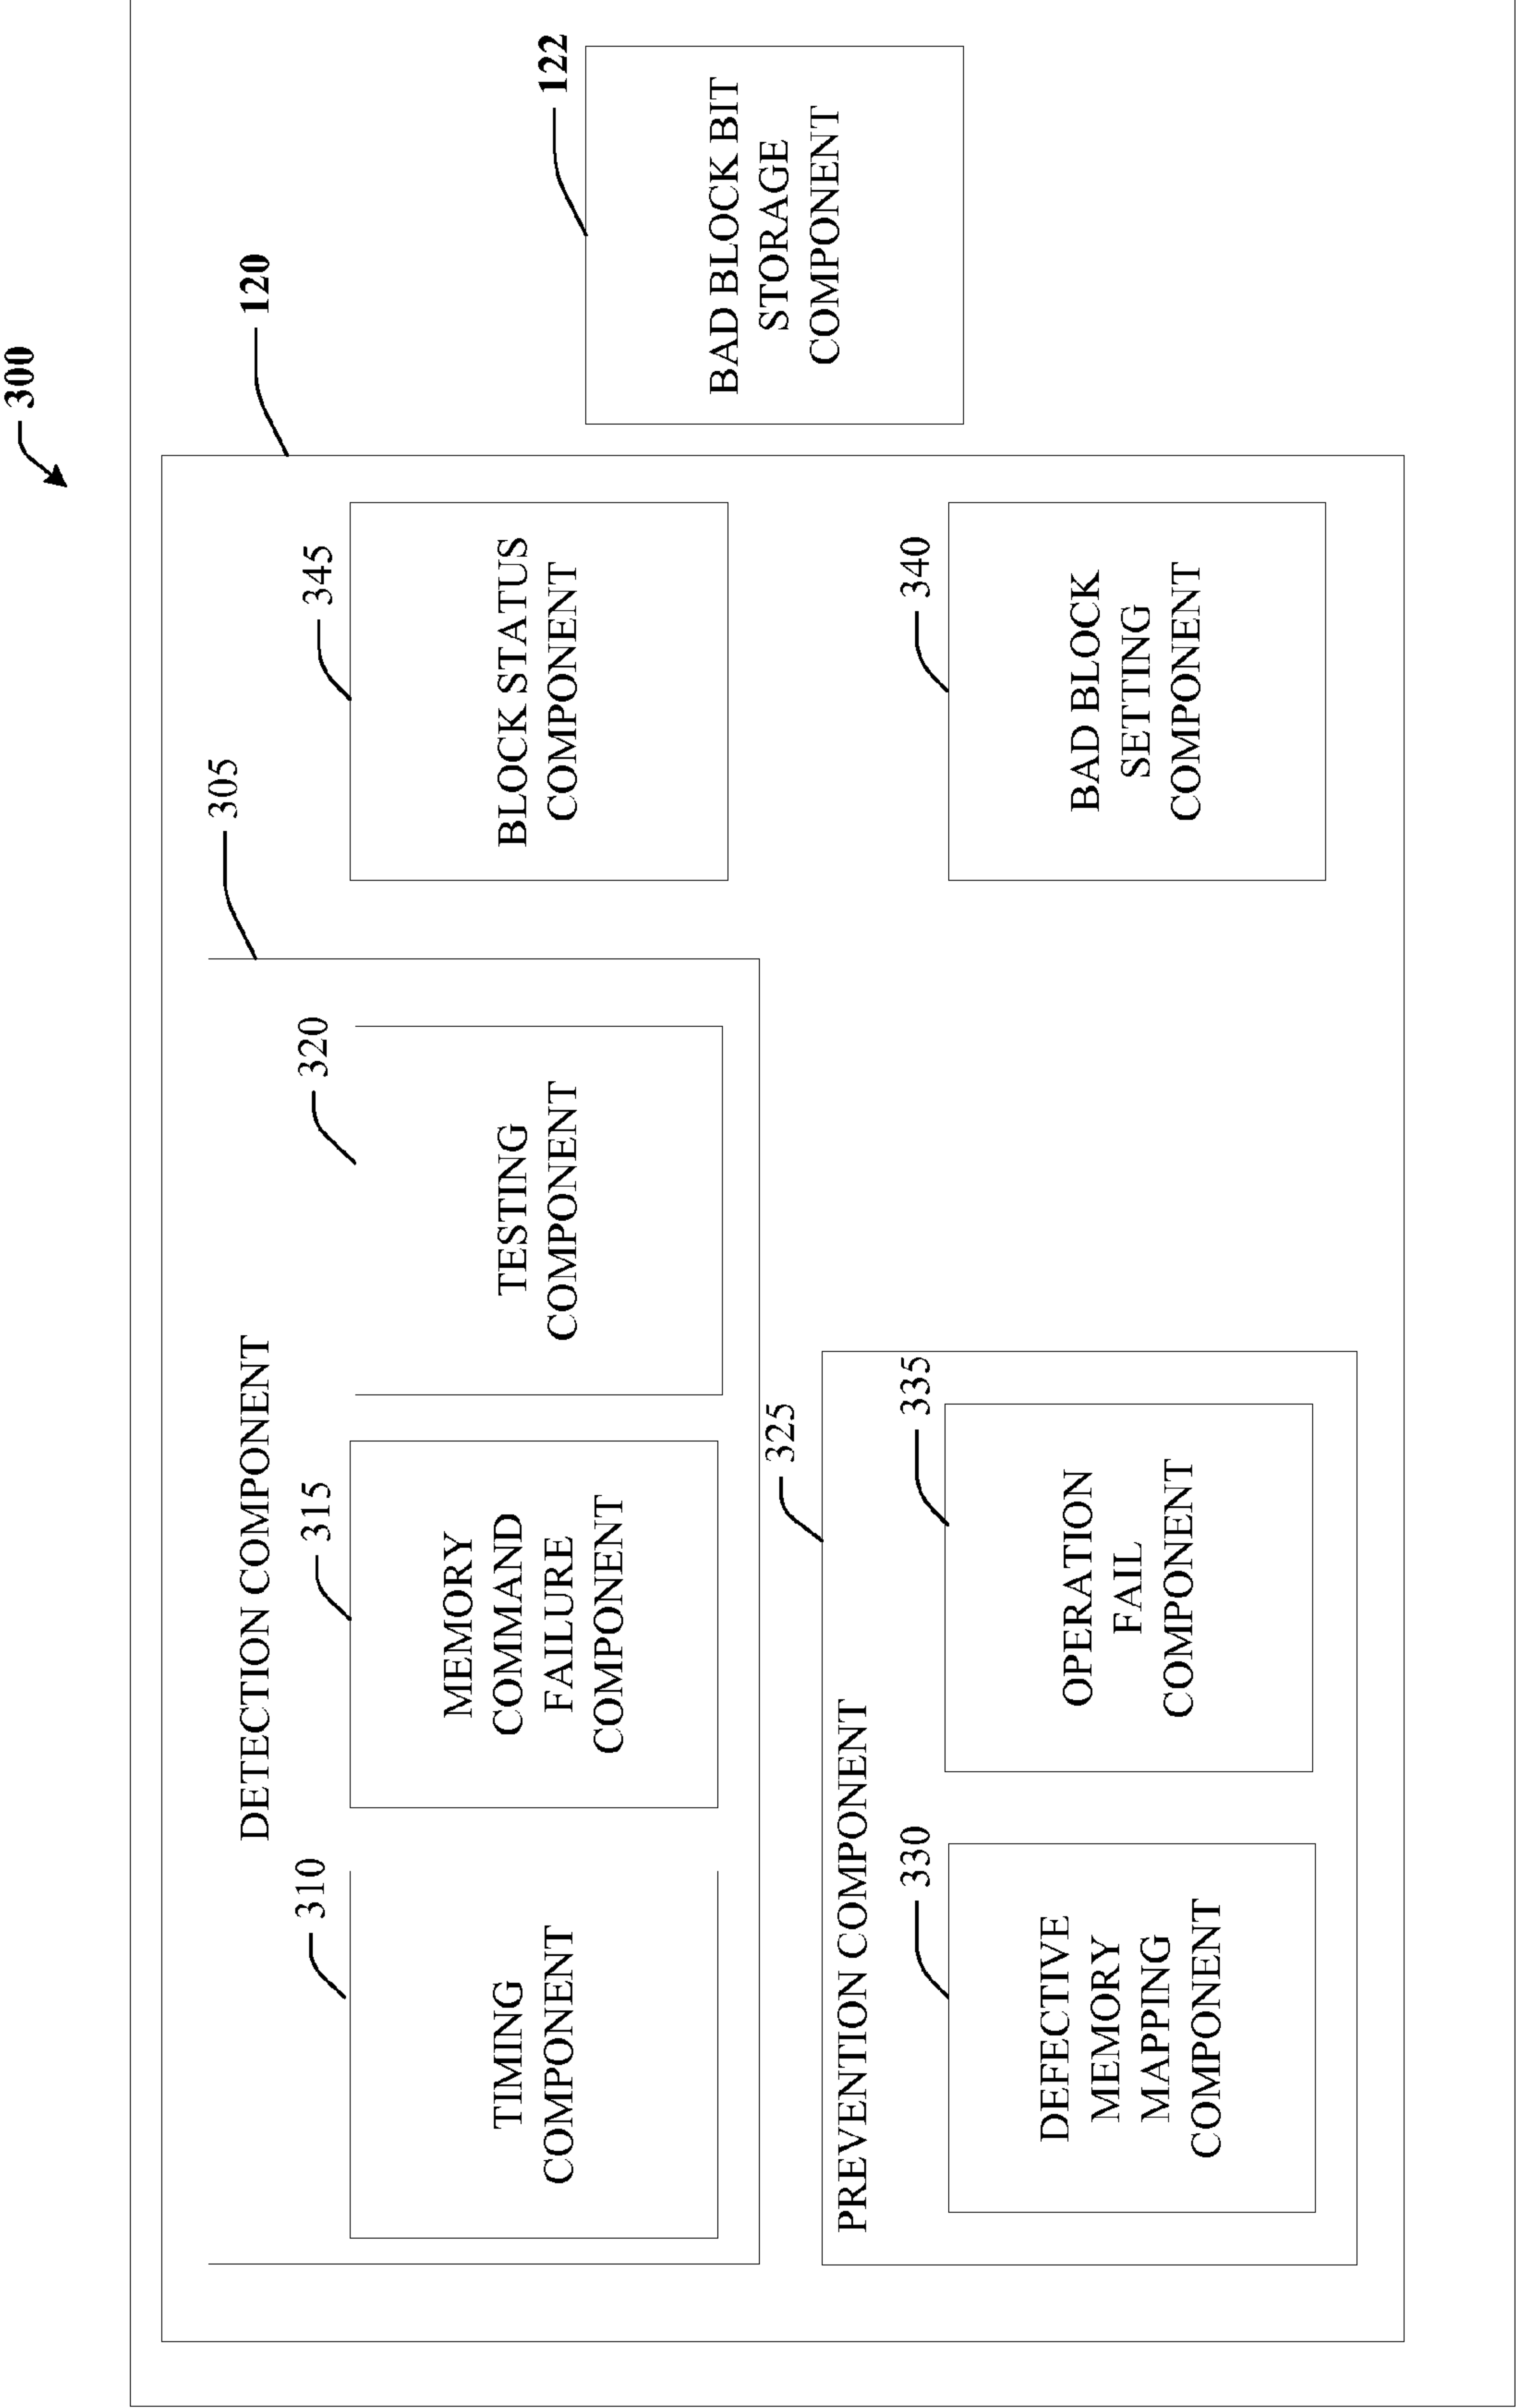 300
120
305
DETECTION COMPONENT
310
TIMING
COMPONENT
315
MEMORY
COMMAND
FAILURE
COMPONENT
320
TESTING
COMPONENT
345
BLOCK STATUS
COMPONENT
122
BAD BLOCK BIT
STORAGE
COMPONENT
325
PREVENTION COMPONENT
330
DEFECTIVE
MEMORY
MAPPING
COMPONENT
335
OPERATION
FAIL
COMPONENT
340
BAD BLOCK
SETTING
COMPONENT